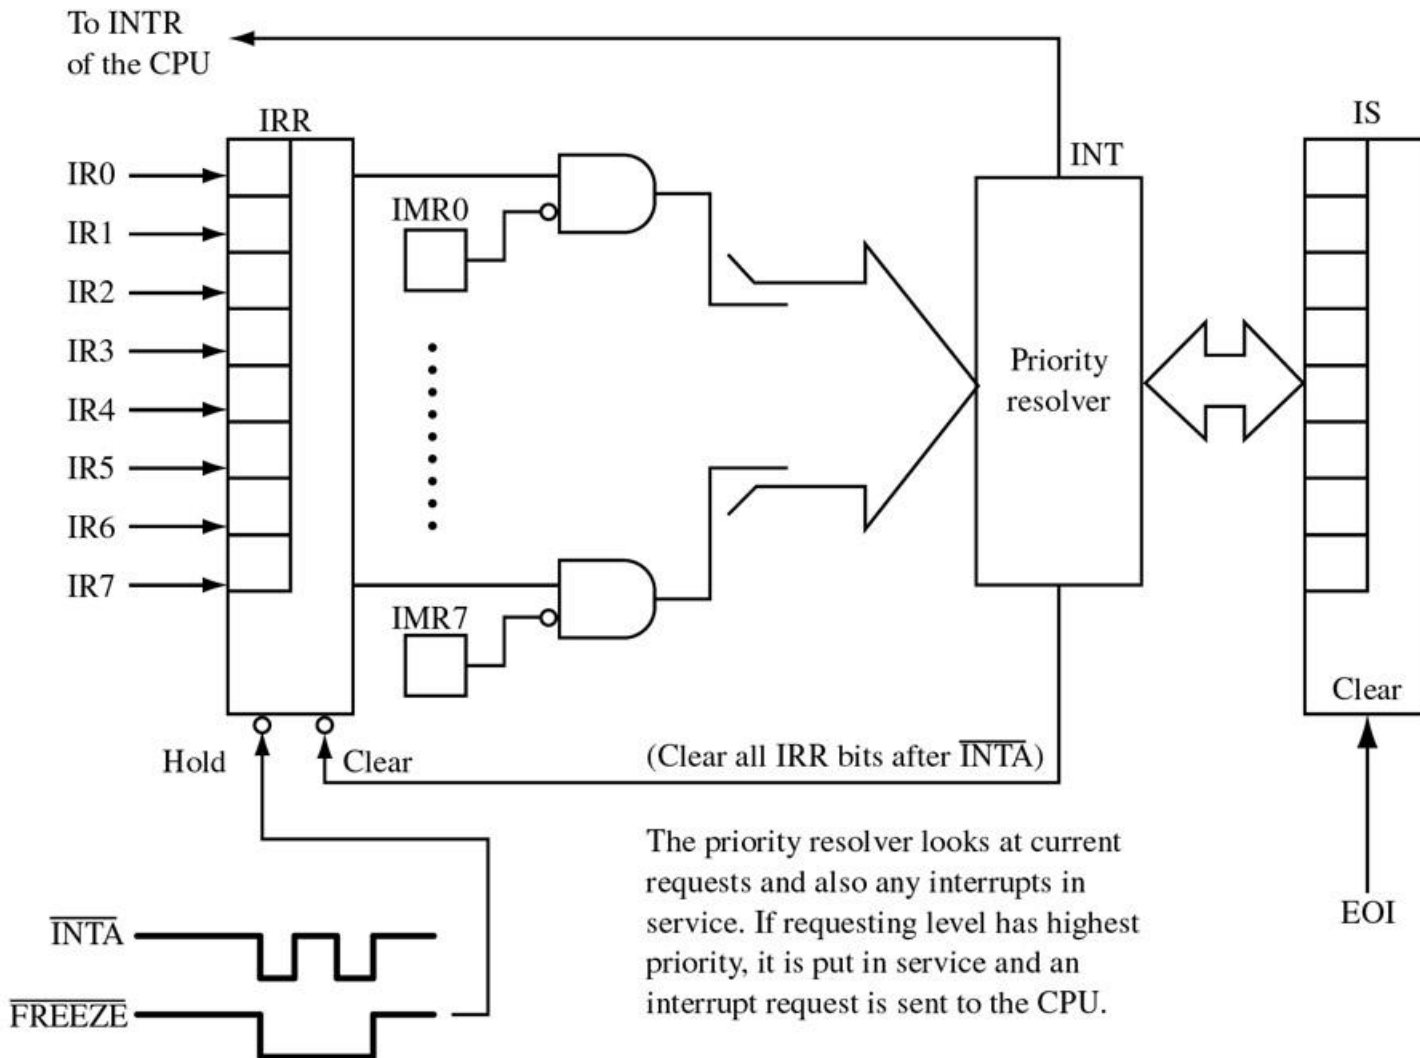 To INTR
of the CPU
IRR
IS
INT
IR0
IR1
IR2
IR3
IR4
IR5
IR6
IR7
IMR0
IMR7
Priority
resolver
Clear
Hold
Clear
(Clear all IRR bits after I̅N̅T̅A̅)
The priority resolver looks at current
requests and also any interrupts in
service. If requesting level has highest
priority, it is put in service and an
interrupt request is sent to the CPU.
EOI
I̅N̅T̅A̅
F̅R̅E̅E̅Z̅E̅